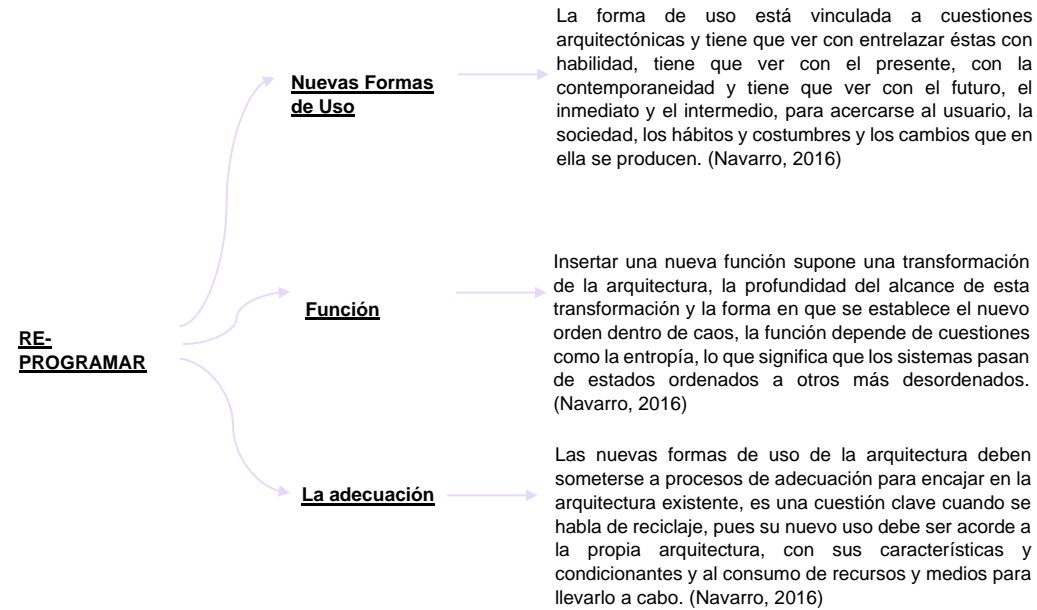 La forma de uso está vinculada a cuestiones
arquitectónicas y tiene que ver con entrelazar éstas con
habilidad, tiene que ver con el presente, con la
contemporaneidad y tiene que ver con el futuro, el
inmediato y el intermedio, para acercarse al usuario, la
sociedad, los hábitos y costumbres y los cambios que en
ella se producen. (Navarro, 2016)
Nuevas Formas
de Uso
Insertar una nueva función supone una transformación
de la arquitectura, la profundidad del alcance de esta
transformación y la forma en que se establece el nuevo
orden dentro de caos, la función depende de cuestiones
como la entropía, lo que significa que los sistemas pasan
de estados ordenados a otros más desordenados.
(Navarro, 2016)
Función
RE-
PROGRAMAR
Las nuevas formas de uso de la arquitectura deben
someterse a procesos de adecuación para encajar en la
arquitectura existente, es una cuestión clave cuando se
habla de reciclaje, pues su nuevo uso debe ser acorde a
la propia arquitectura, con sus características y
condicionantes y al consumo de recursos y medios para
llevarlo a cabo. (Navarro, 2016)
La adecuación